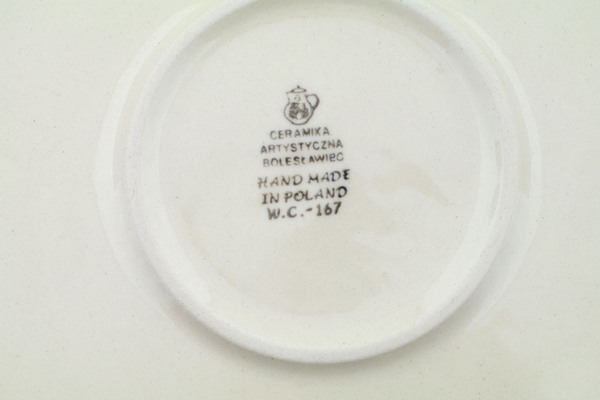 CERAMIKA
ARTYSTYCZNA
BOLESŁAWIEC
HAND MADE
IN POLAND
W.C.-167